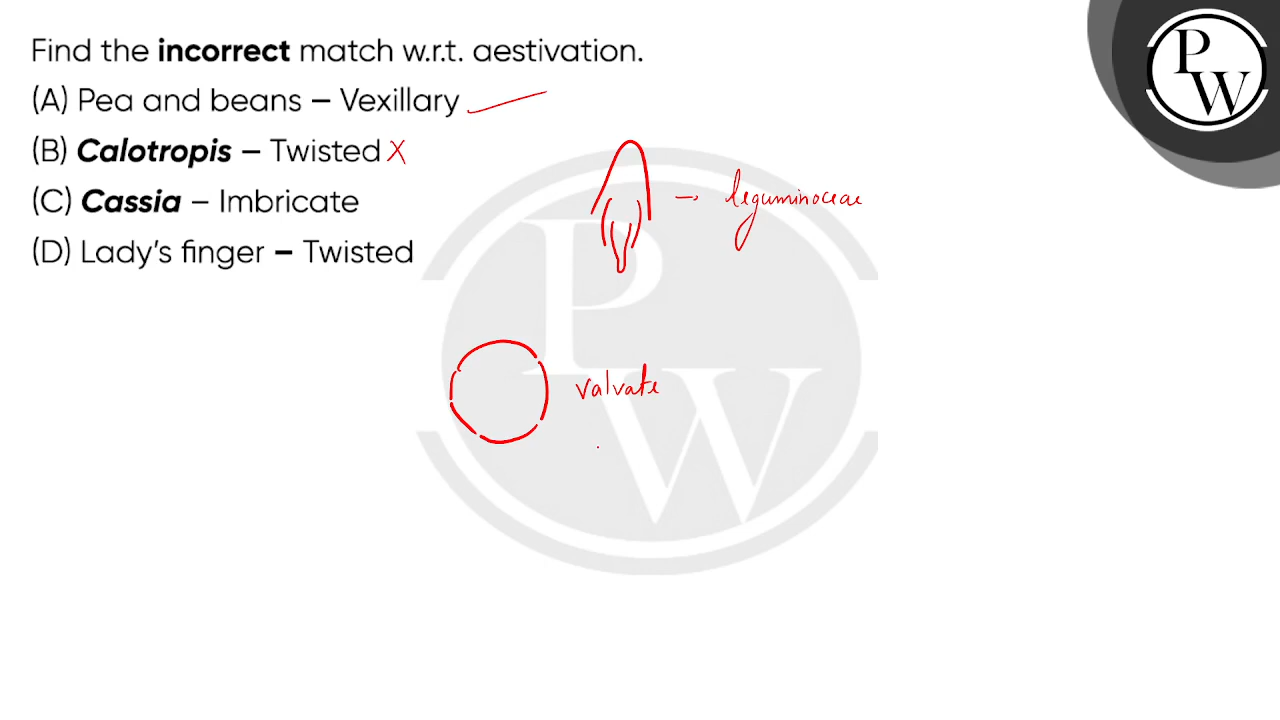 Find the incorrect match w.r.t. aestivation.
(A) Pea and beans – Vexillary
(B) Calotropis – Twisted X
(C) Cassia – Imbricate
(D) Lady's finger – Twisted
→ leguminoceae
valvate
PW
PW